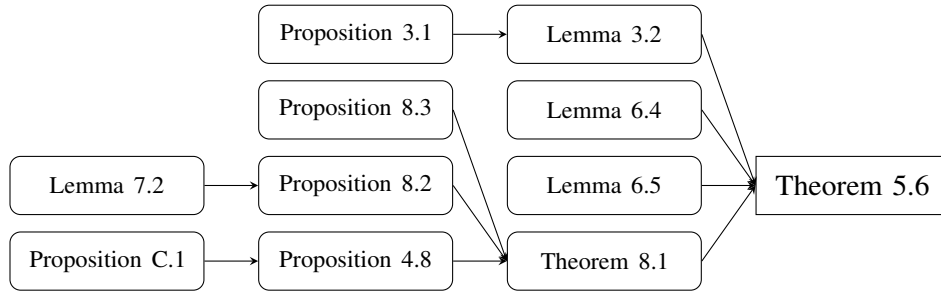 Proposition 3.1
Lemma 3.2
Proposition 8.3
Lemma 6.4
Lemma 7.2
Proposition 8.2
Lemma 6.5
Theorem 5.6
Proposition C.1
Proposition 4.8
Theorem 8.1